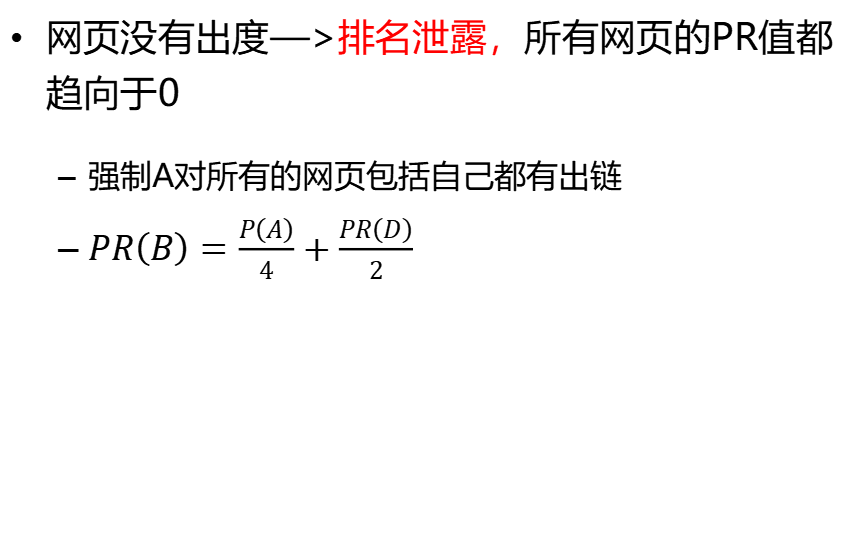 • 网页没有出度—>排名泄露，所有网页的PR值都
趋向于0
– 强制A对所有的网页包括自己都有出链
– PR(B) = P(A)/4 + PR(D)/2